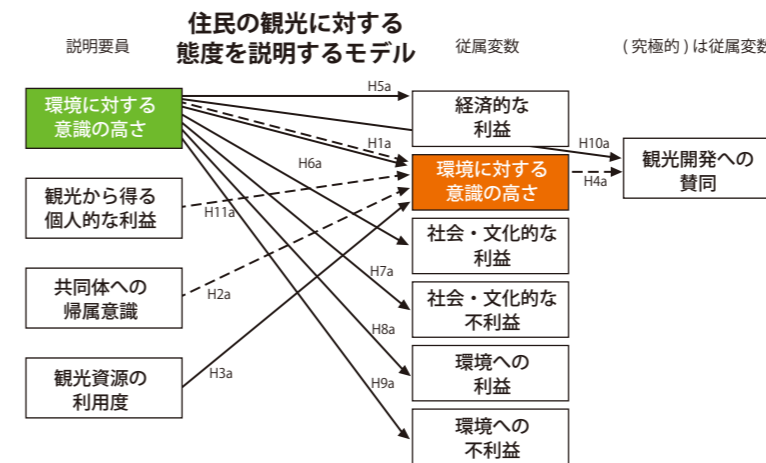 住民の観光に対する
態度を説明するモデル
説明要員
従属変数
(究極的)は従属変数
環境に対する
意識の高さ
観光から得る
個人的な利益
共同体への
帰属意識
観光資源の
利用度
H5a
H1a
H6a
H11a
H2a
H7a
H8a
H3a
H9a
H10a
H4a
経済的な
利益
環境に対する
意識の高さ
社会・文化的な
利益
社会・文化的な
不利益
環境への
利益
環境への
不利益
観光開発への
賛同